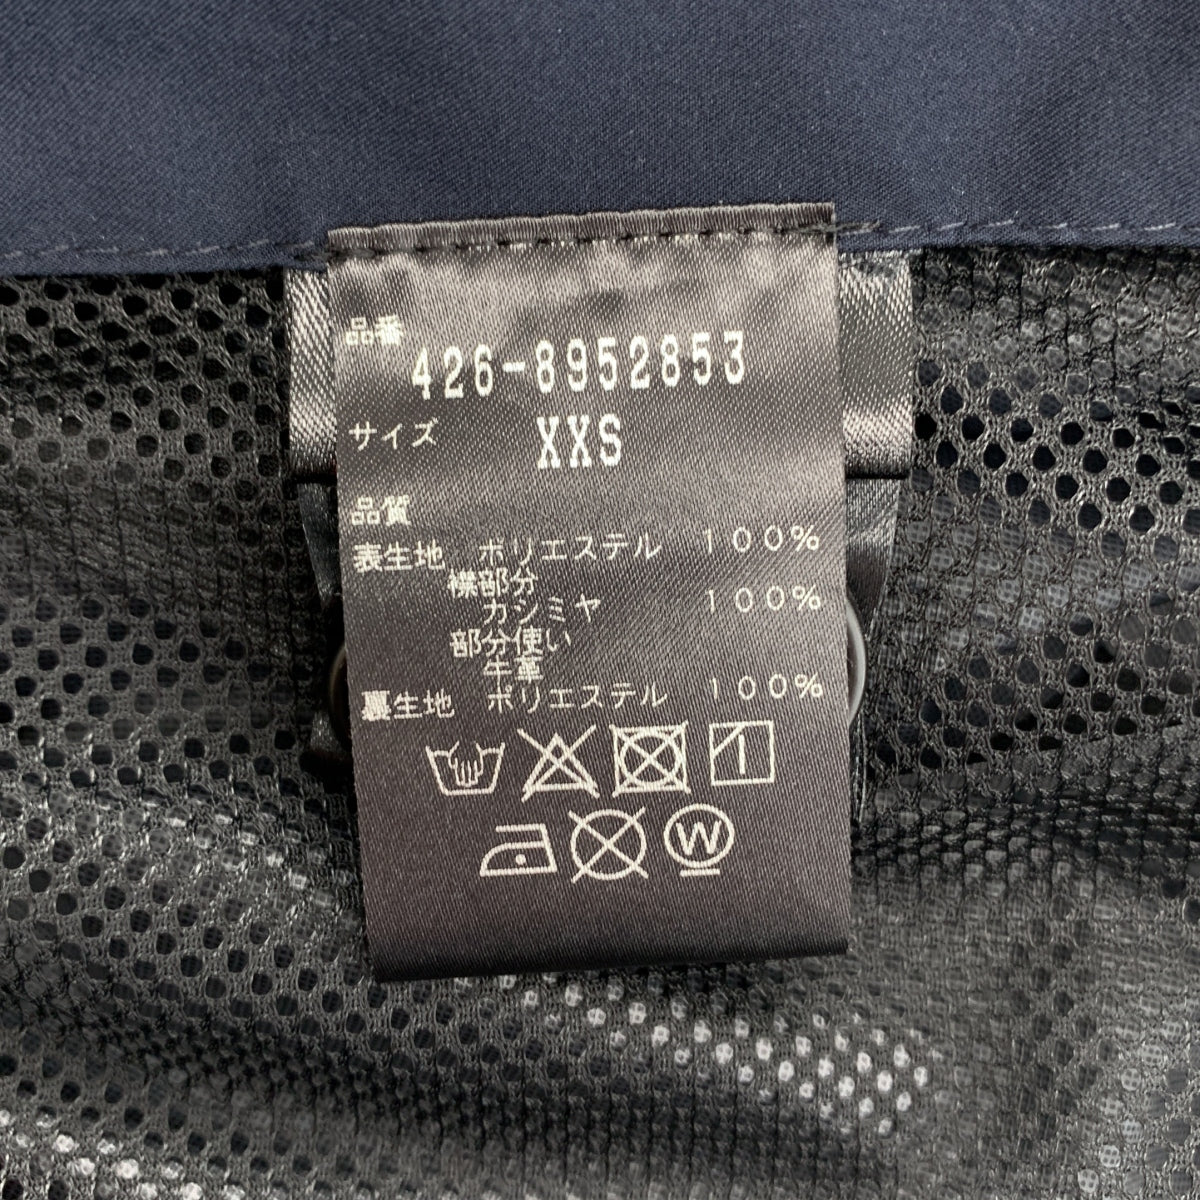 品番
426-8952853
サイズ XXS
品質
表生地 ポリエステル 100%
襟部分
カシミヤ 100%
部分使い
牛革
裏生地 ポリエステル 100%
W